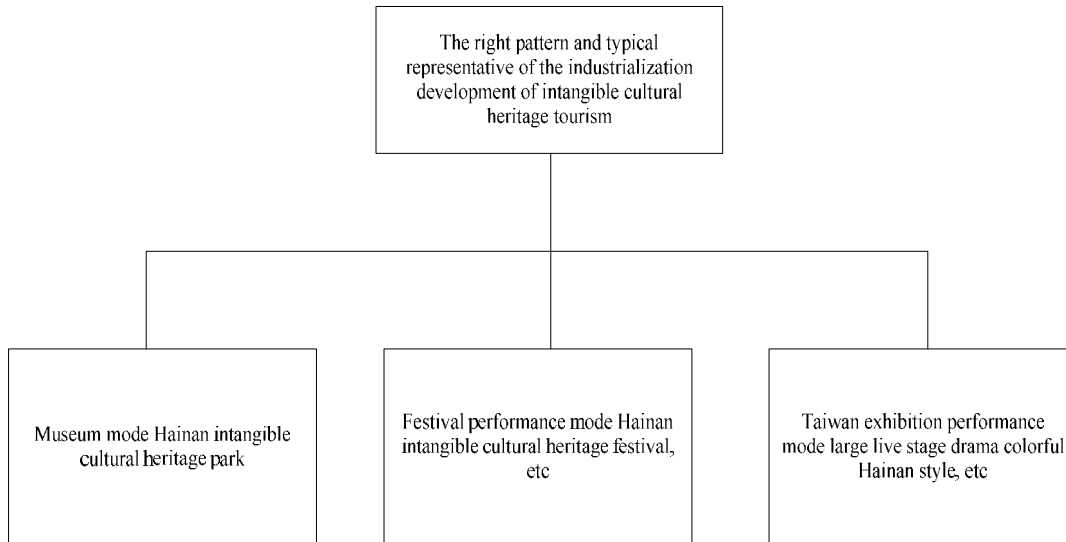 The right pattern and typical
representative of the industrialization
development of intangible cultural
heritage tourism
Museum mode Hainan intangible
cultural heritage park
Festival performance mode Hainan
intangible cultural heritage festival,
etc
Taiwan exhibition performance
mode large live stage drama colorful
Hainan style, etc